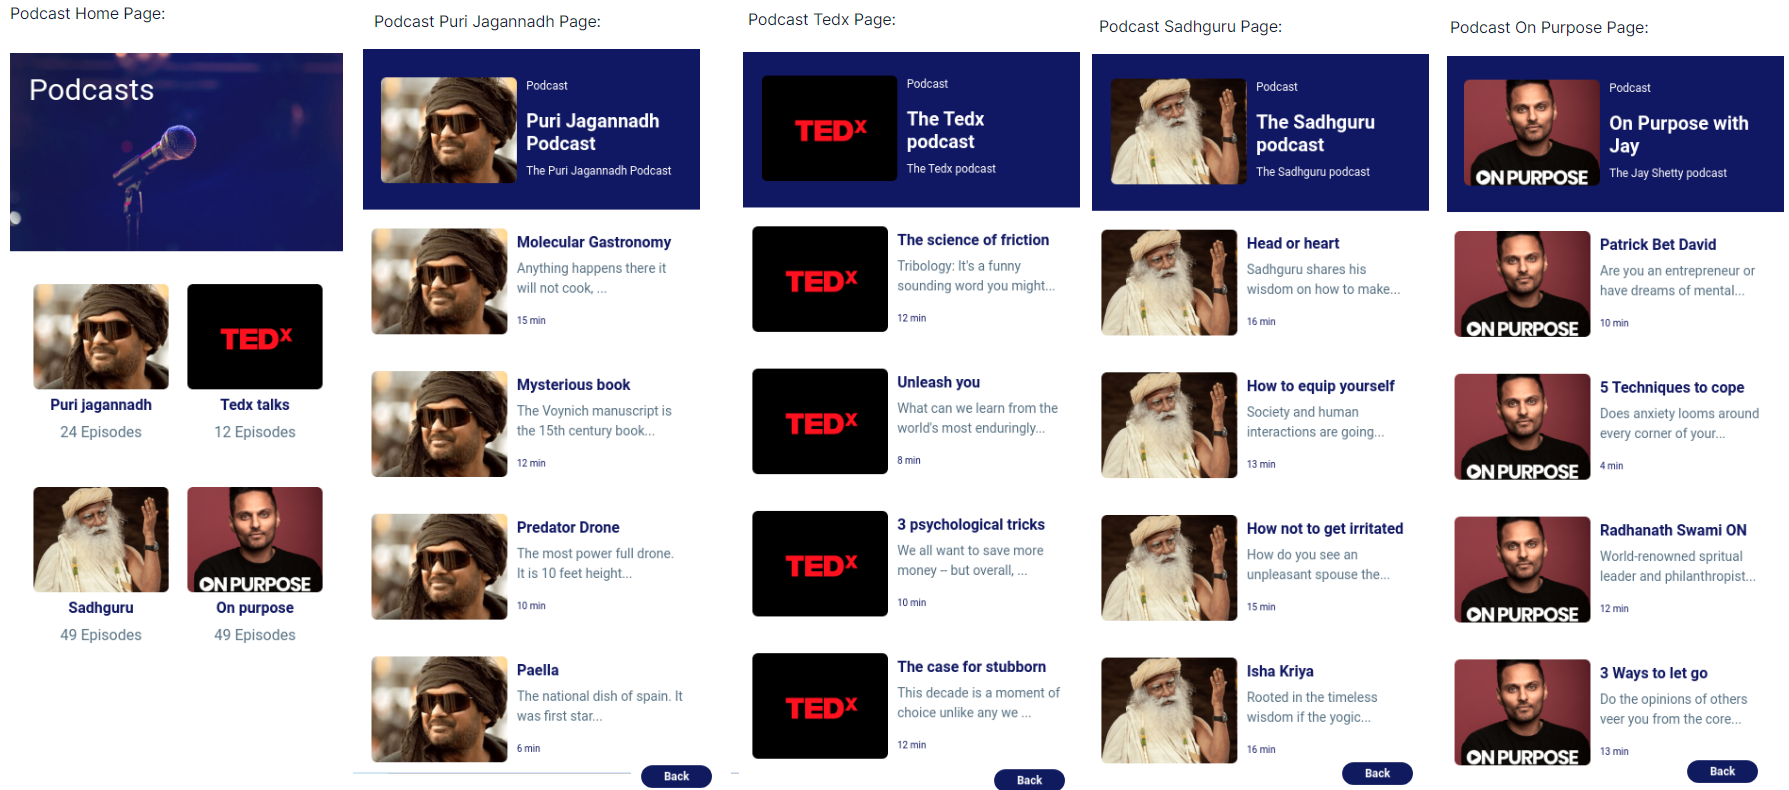 Podcast Home Page:
Podcasts
Puri jagannadh
24 Episodes
TEDx
Tedx talks
12 Episodes
Sadhguru
49 Episodes
ON PURPOSE
On purpose
49 Episodes
Podcast Puri Jagannadh Page:
Podcast
Puri Jagannadh
Podcast
The Puri Jagannadh Podcast
Molecular Gastronomy
Anything happens there it
will not cook, ...
15 min
Mysterious book
The Voynich manuscript is
the 15th century book...
12 min
Predator Drone
The most power full drone.
It is 10 feet height...
10 min
Paella
The national dish of spain. It
was first star...
6 min
Back
Podcast Tedx Page:
TEDx
Podcast
The Tedx
podcast
The Tedx podcast
TEDx
The science of friction
Tribology: It's a funny
sounding word you might...
12 min
TEDx
Unleash you
What can we learn from the
world's most enduringly...
8 min
TEDx
3 psychological tricks
We all want to save more
money -- but overall, ...
10 min
TEDx
The case for stubborn
This decade is a moment of
choice unlike any we ...
12 min
Back
Podcast Sadhguru Page:
Podcast
The Sadhguru
podcast
The Sadhguru podcast
Head or heart
Sadhguru shares his
wisdom on how to make...
16 min
How to equip yourself
Society and human
interactions are going...
13 min
How not to get irritated
How do you see an
unpleasant spouse the...
15 min
Isha Kriya
Rooted in the timeless
wisdom if the yogic...
16 min
Back
Podcast On Purpose Page:
ON PURPOSE
Podcast
On Purpose with
Jay
The Jay Shetty podcast
ON PURPOSE
Patrick Bet David
Are you an entrepreneur or
have dreams of mental...
10 min
ON PURPOSE
5 Techniques to cope
Does anxiety looms around
every corner of your...
4 min
ON PURPOSE
Radhanath Swami ON
World-renowned spritual
leader and philanthropist...
12 min
ON PURPOSE
3 Ways to let go
Do the opinions of others
veer you from the core...
13 min
Back